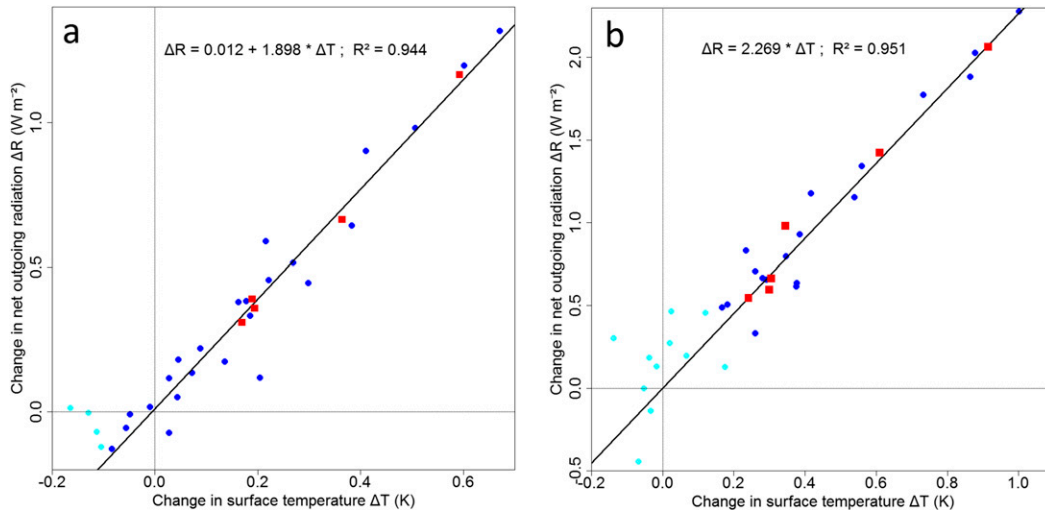 a
ΔR = 0.012 + 1.898 * ΔT ; R² = 0.944
Change in net outgoing radiation ΔR (W m⁻²)
1.0
0.5
0.0
-0.2 0.0 0.2 0.4 0.6
Change in surface temperature ΔT (K)
b
ΔR = 2.269 * ΔT ; R² = 0.951
Change in net outgoing radiation ΔR (W m⁻²)
2.0
1.5
1.0
0.5
0.0
-0.5
-0.2 0.0 0.2 0.4 0.6 0.8 1.0
Change in surface temperature ΔT (K)